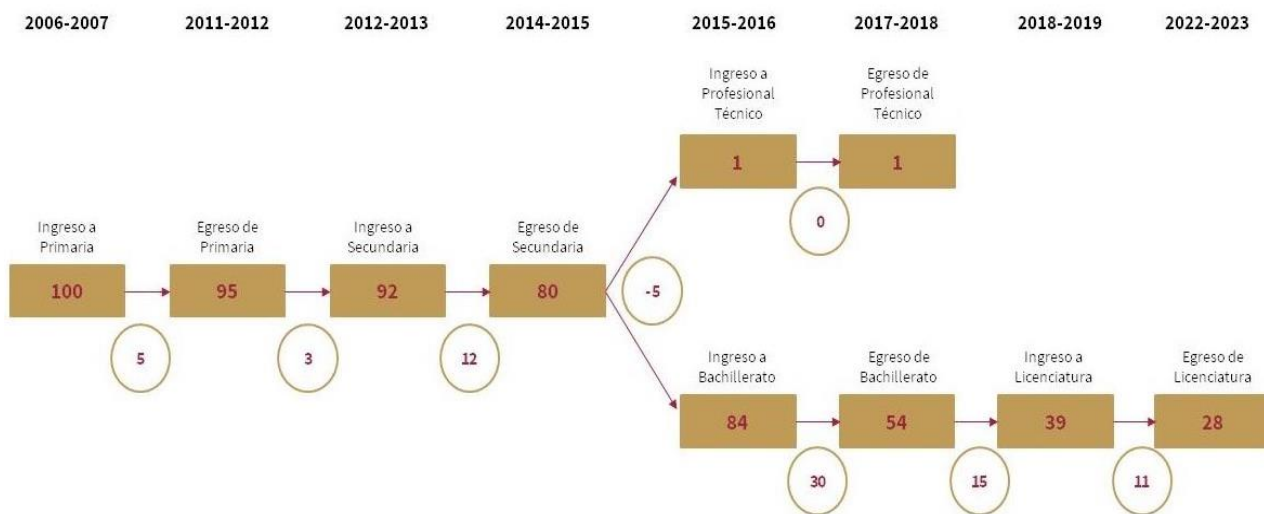 2006-2007
2011-2012
2012-2013
2014-2015
2015-2016
2017-2018
2018-2019
2022-2023
Ingreso a
Profesional
Técnico
1
Egreso de
Profesional
Técnico
1
0
Ingreso a
Primaria
100
Egreso de
Primaria
95
Ingreso a
Secundaria
92
Egreso de
Secundaria
80
-5
5
3
12
Ingreso a
Bachillerato
84
Egreso de
Bachillerato
54
Ingreso a
Licenciatura
39
Egreso de
Licenciatura
28
30
15
11